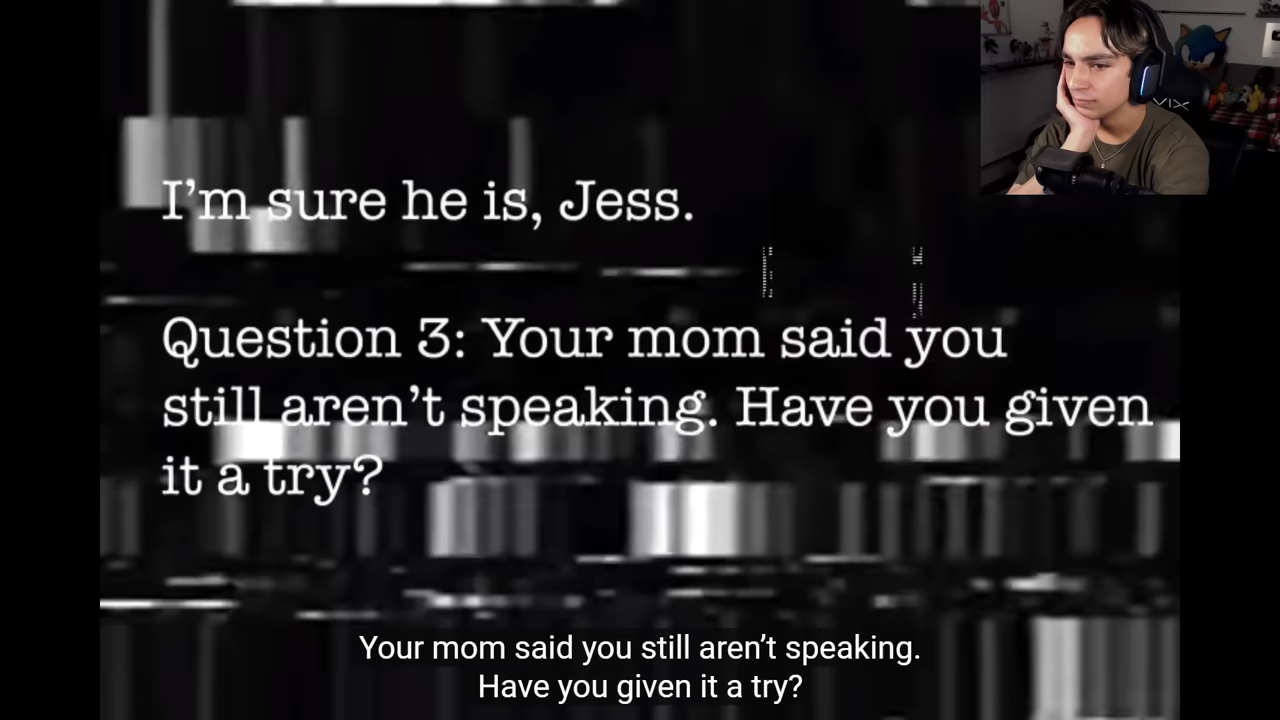 I'm sure he is, Jess.
Question 3: Your mom said you
still aren't speaking. Have you given
it a try?
Your mom said you still aren't speaking.
Have you given it a try?
VIX